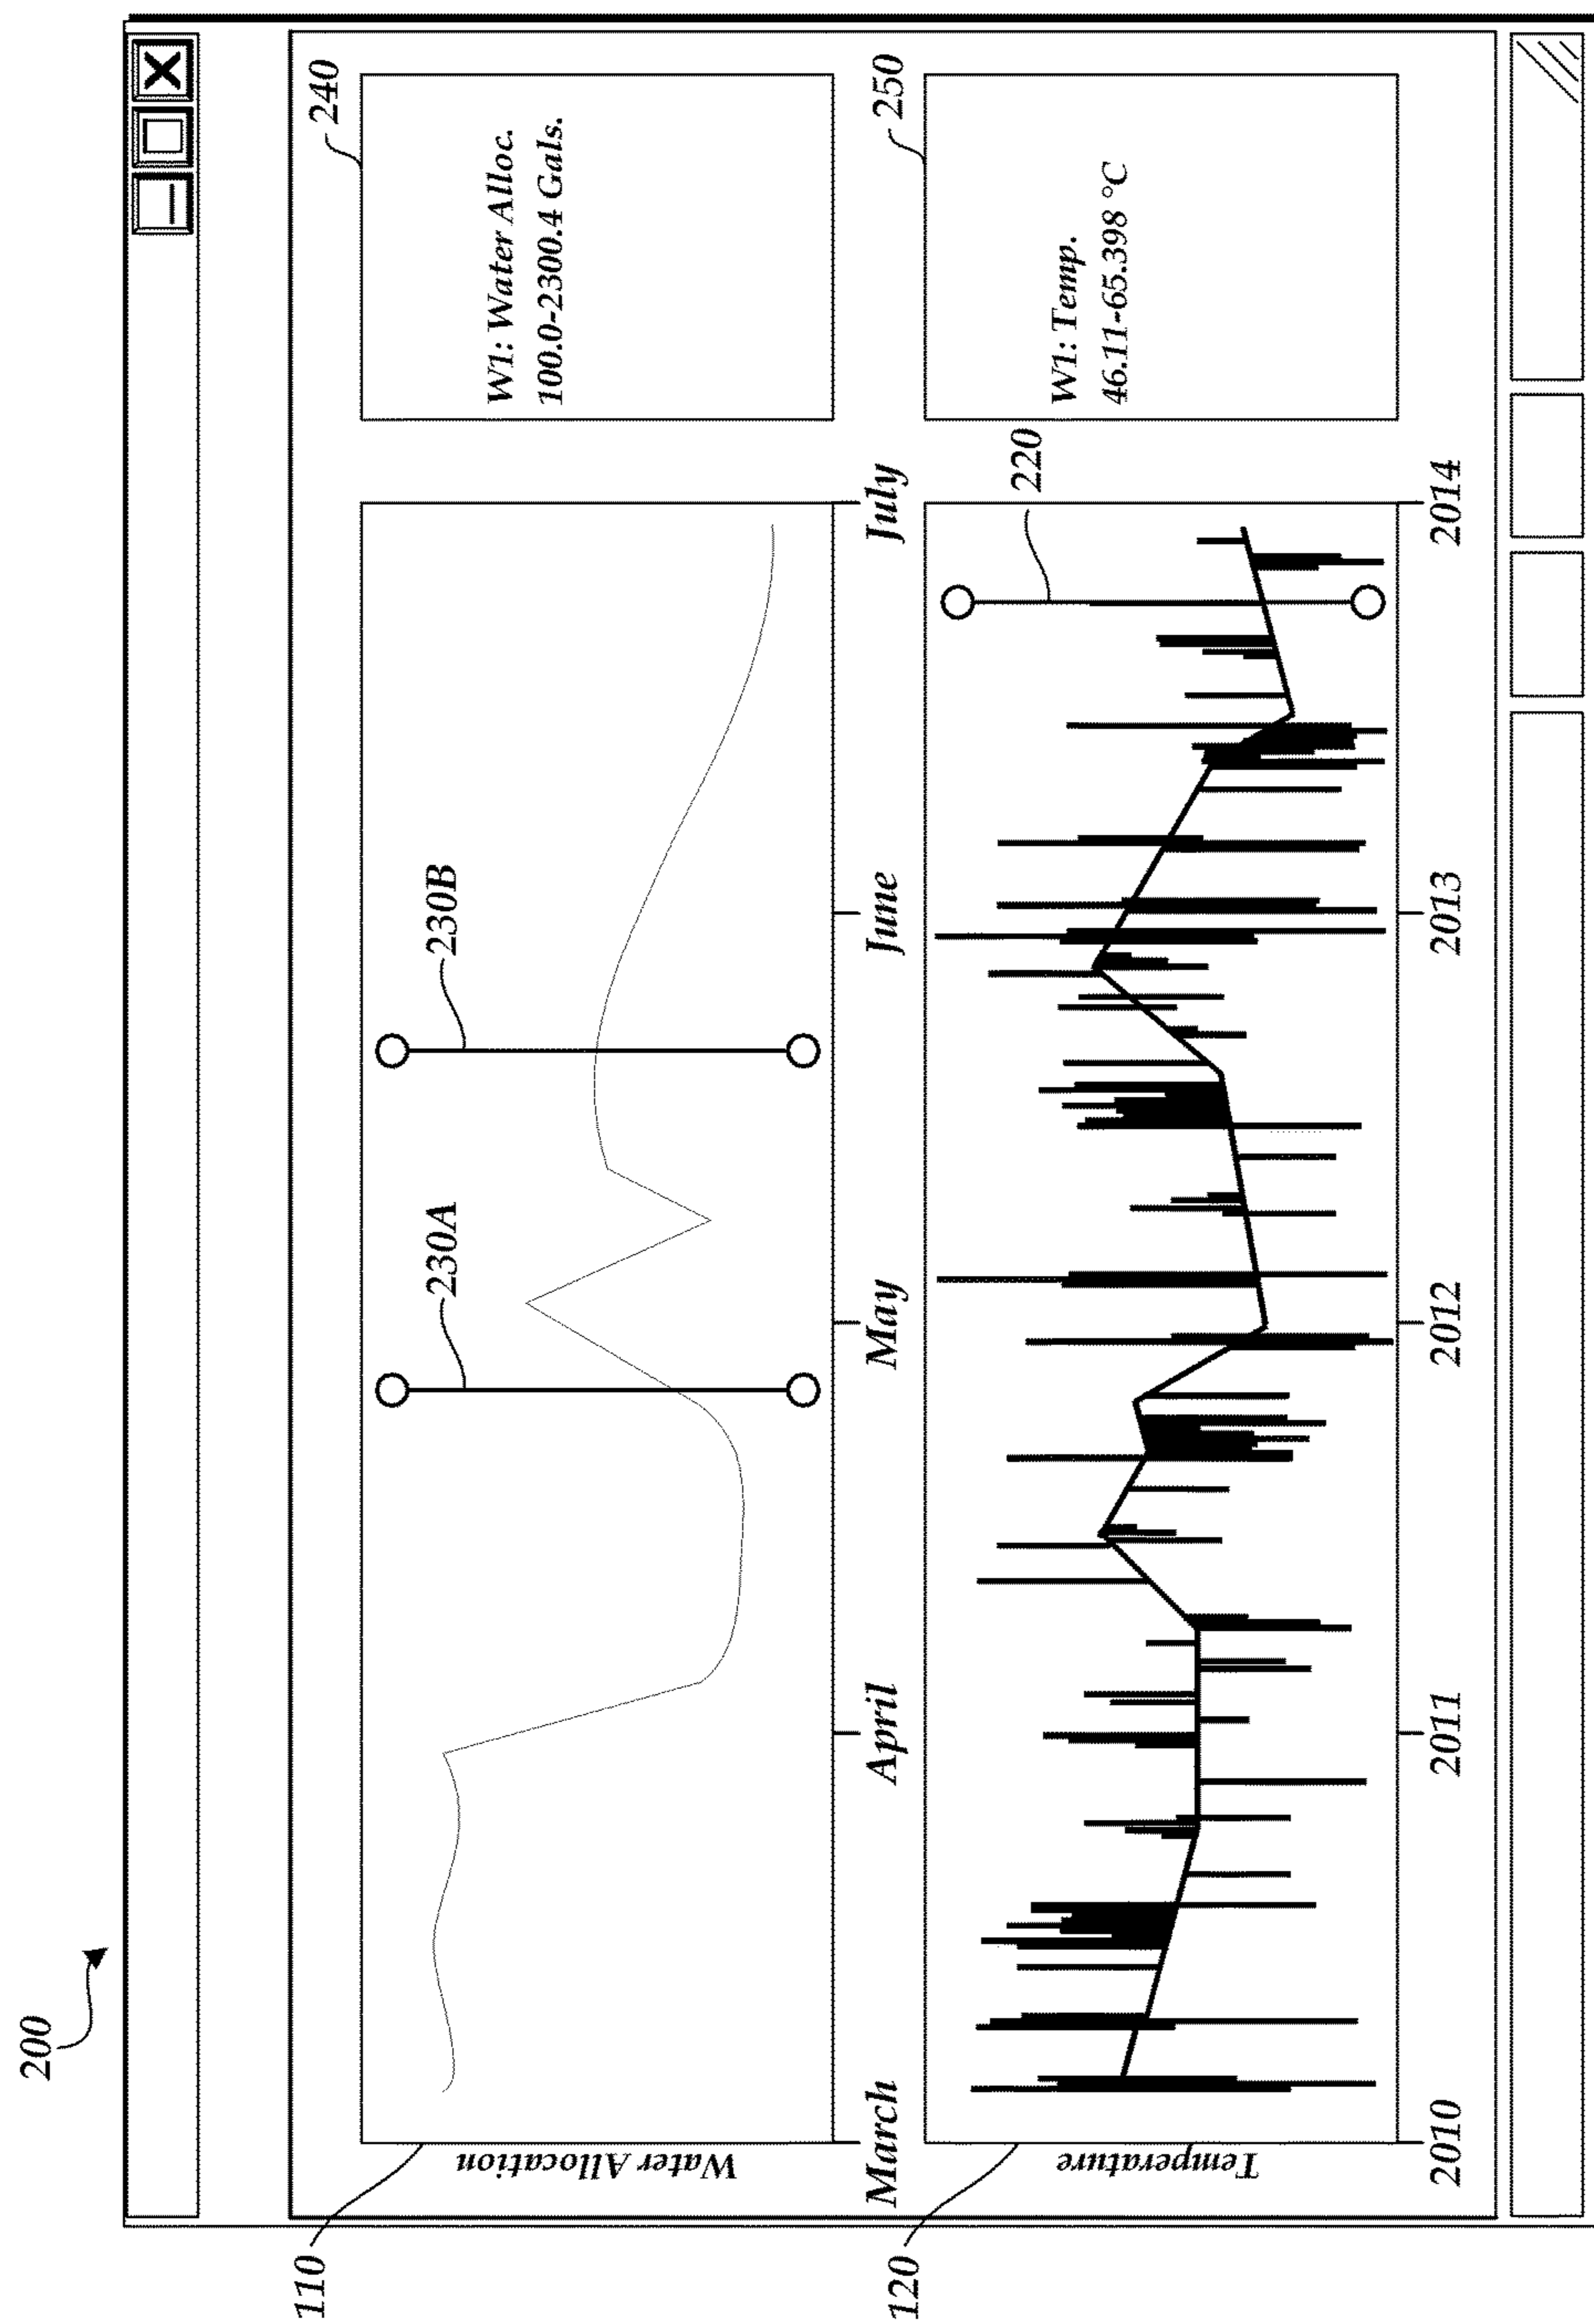 200
240
110
Water Allocation
230A
230B
W1: Water Alloc.
100.0-2300.4 Gals.
March
April
May
June
July
250
120
Temperature
220
W1: Temp.
46.11-65.398 °C
2010
2011
2012
2013
2014